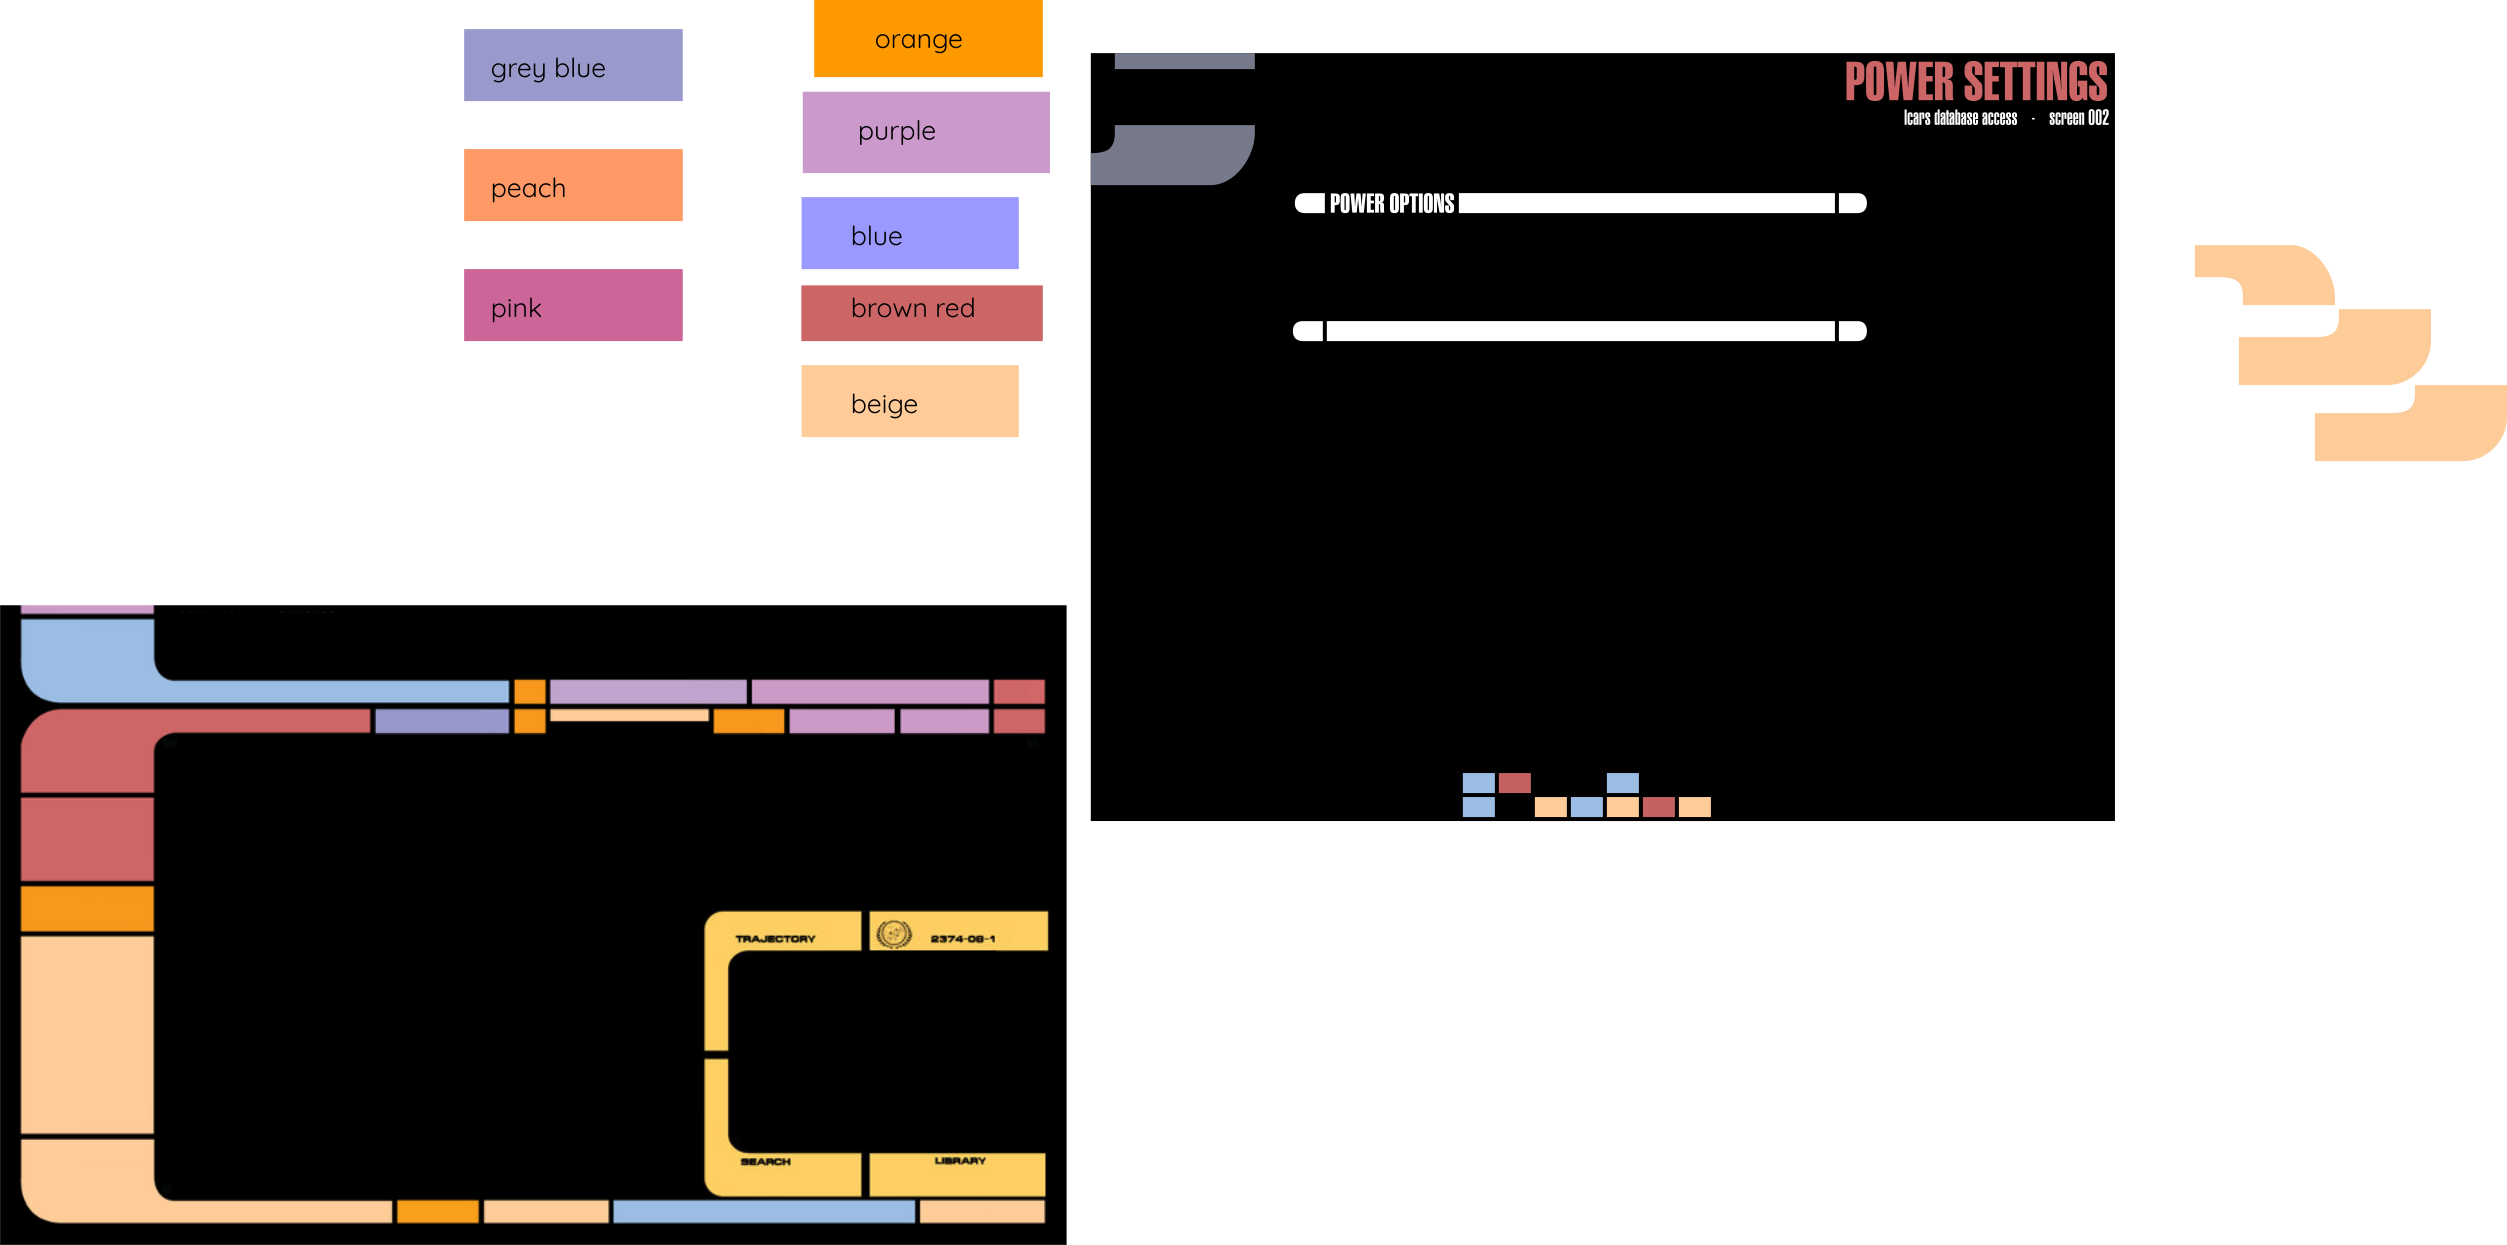 orange
grey blue
purple
peach
blue
pink
brown red
beige
POWER SETTINGS
lcars database access - screen 002
POWER OPTIONS
TRAJECTORY
2374-08-1
SEARCH
LIBRARY